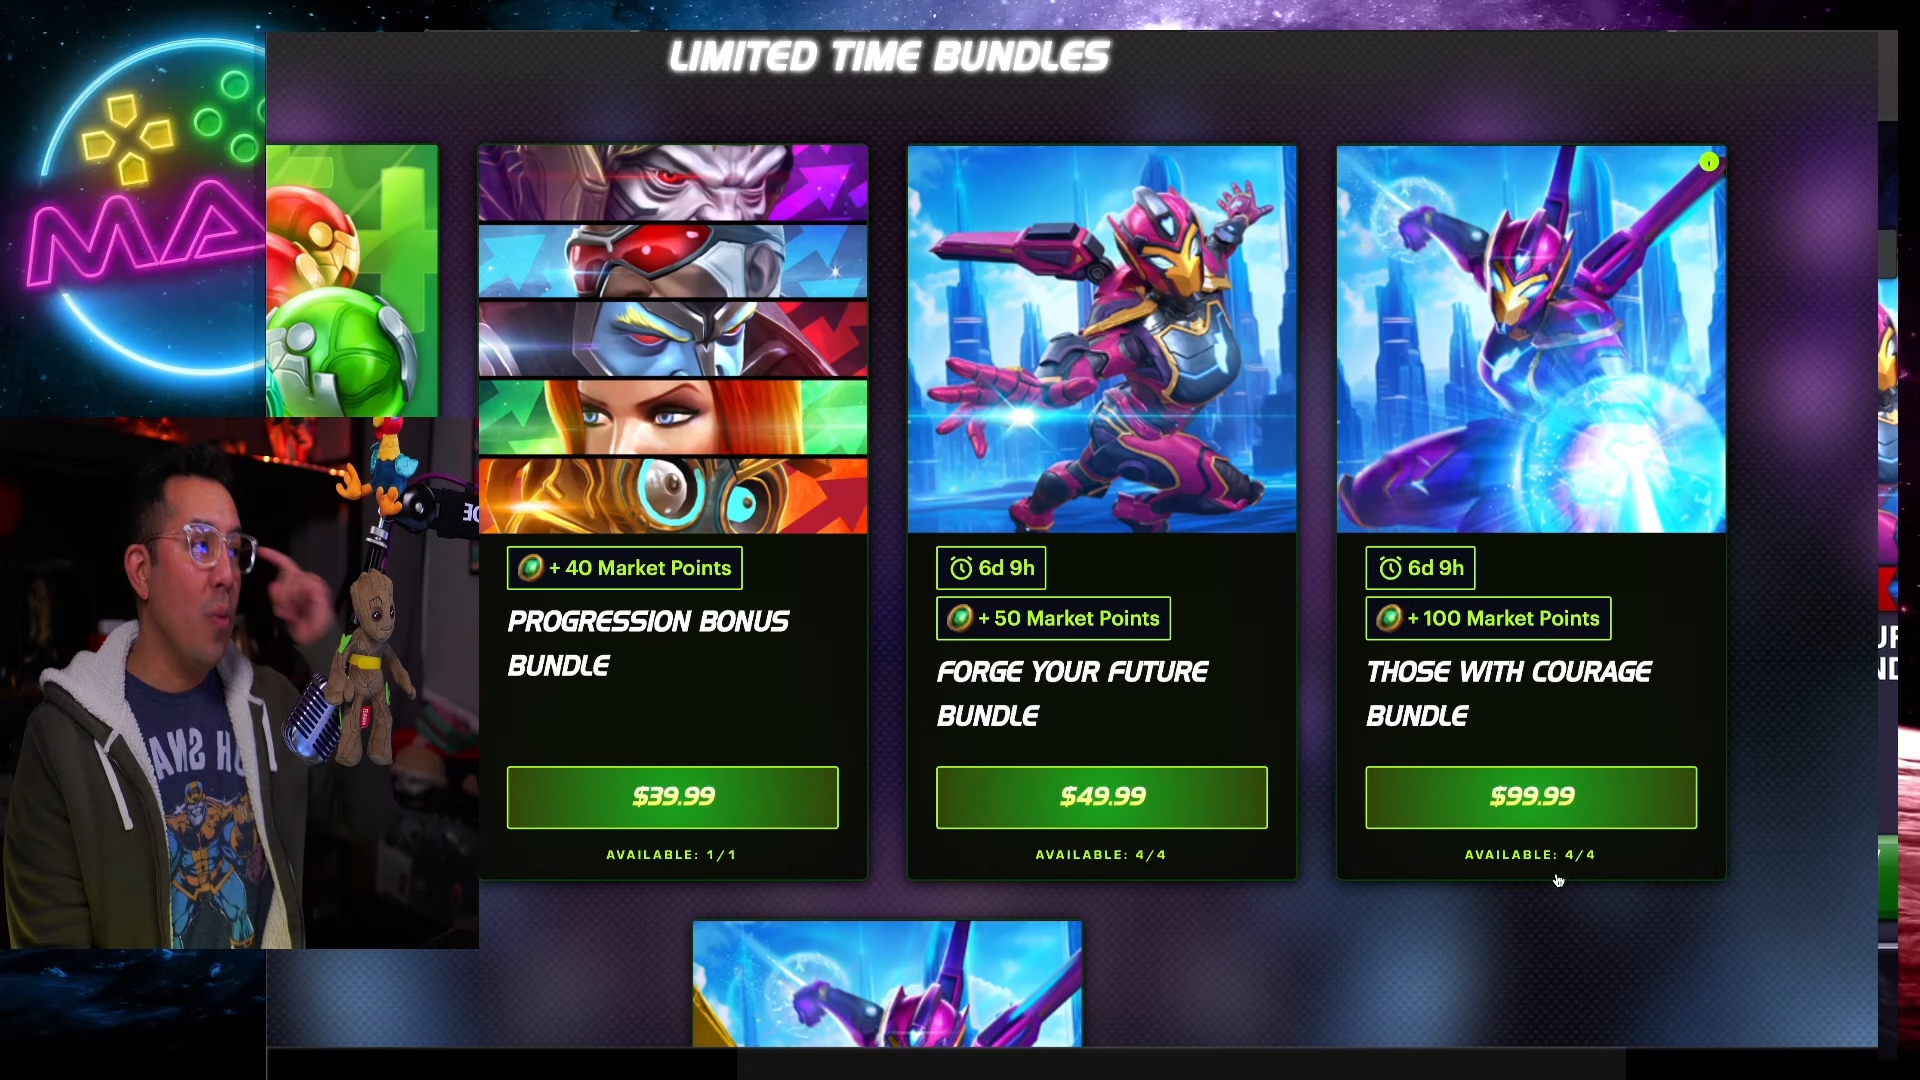 LIMITED TIME BUNDLES
MA
+ 40 Market Points
PROGRESSION BONUS
BUNDLE
$39.99
AVAILABLE: 1/1
6d 9h
+ 50 Market Points
FORGE YOUR FUTURE
BUNDLE
$49.99
AVAILABLE: 4/4
6d 9h
+ 100 Market Points
THOSE WITH COURAGE
BUNDLE
$99.99
AVAILABLE: 4/4
SNA